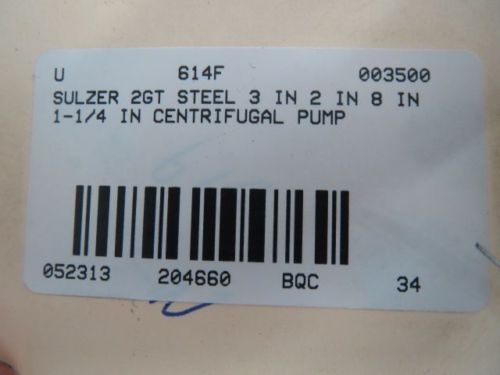 U 614F 003500
SULZER 2GT STEEL 3 IN 2 IN 8 IN
1-1/4 IN CENTRIFUGAL PUMP
052313 204660 BQC 34